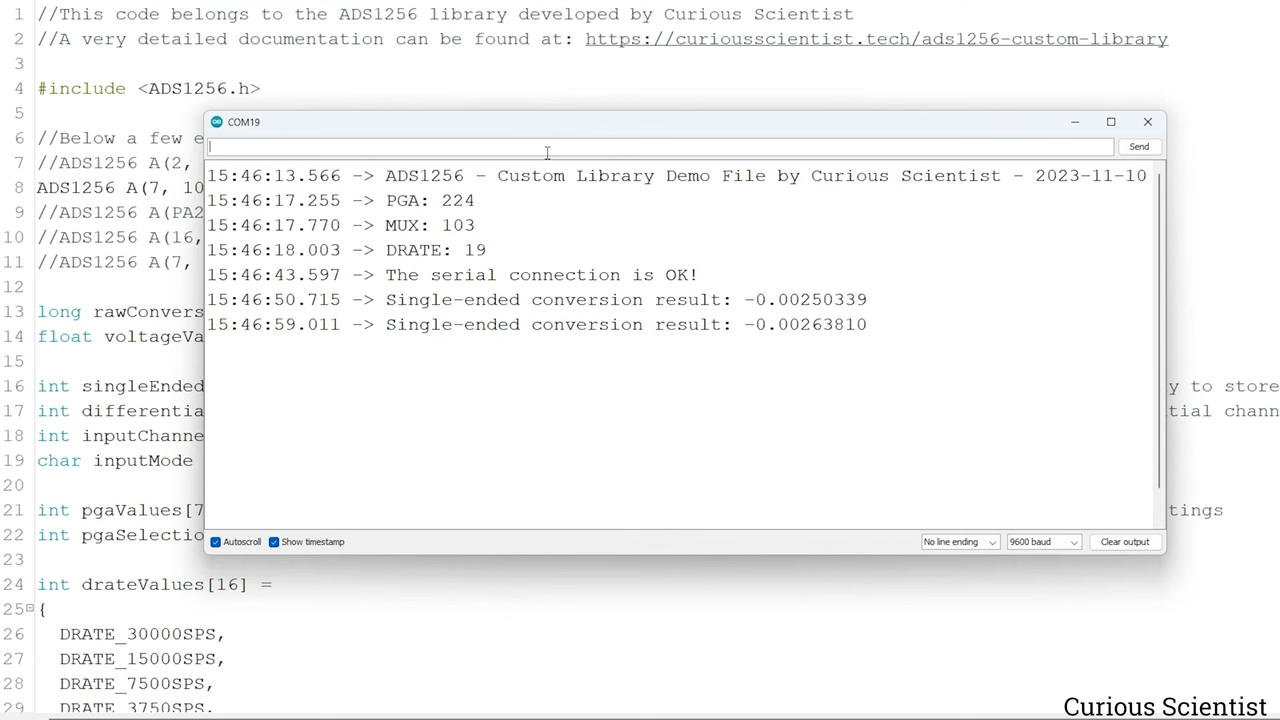 1 //This code belongs to the ADS1256 library developed by Curious Scientist
2 //A very detailed documentation can be found at: https://curiousscientist.tech/ads1256-custom-library
3
4 #include <ADS1256.h>
5
6 //Below a few e
7 //ADS1256 A(2,
8 ADS1256 A(7, 10
9 //ADS1256 A(PA2
10 //ADS1256 A(16,
11 //ADS1256 A(7,
12
13 long rawConvers
14 float voltageVa
15
16 int singleEnded y to store
17 int differentia tial chann
18 int inputChanne
19 char inputMode
20
21 int pgaValues[7 tings
22 int pgaSelectio
23
24 int drateValues[16] =
25 {
26 DRATE_30000SPS,
27 DRATE_15000SPS,
28 DRATE_7500SPS,
29 DRATE_3750SPS,
COM19
Send
15:46:13.566 -> ADS1256 - Custom Library Demo File by Curious Scientist - 2023-11-10
15:46:17.255 -> PGA: 224
15:46:17.770 -> MUX: 103
15:46:18.003 -> DRATE: 19
15:46:43.597 -> The serial connection is OK!
15:46:50.715 -> Single-ended conversion result: -0.00250339
15:46:59.011 -> Single-ended conversion result: -0.00263810
Autoscroll Show timestamp No line ending 9600 baud Clear output
Curious Scientist